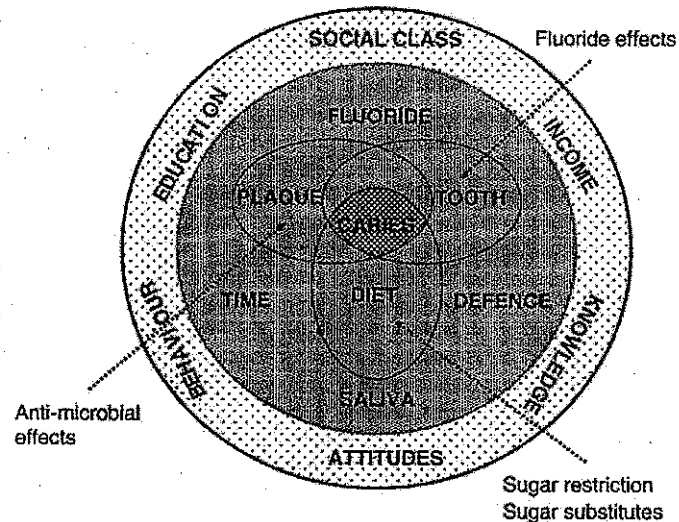 SOCIAL CLASS
Fluoride effects
FLUORIDE
EDUCATION
INCOME
PLAQUE
TOOTH
CARIES
TIME
DIET
DEFENCE
BEHAVIOUR
KNOWLEDGE
SALIVA
Anti-microbial
effects
ATTITUDES
Sugar restriction
Sugar substitutes